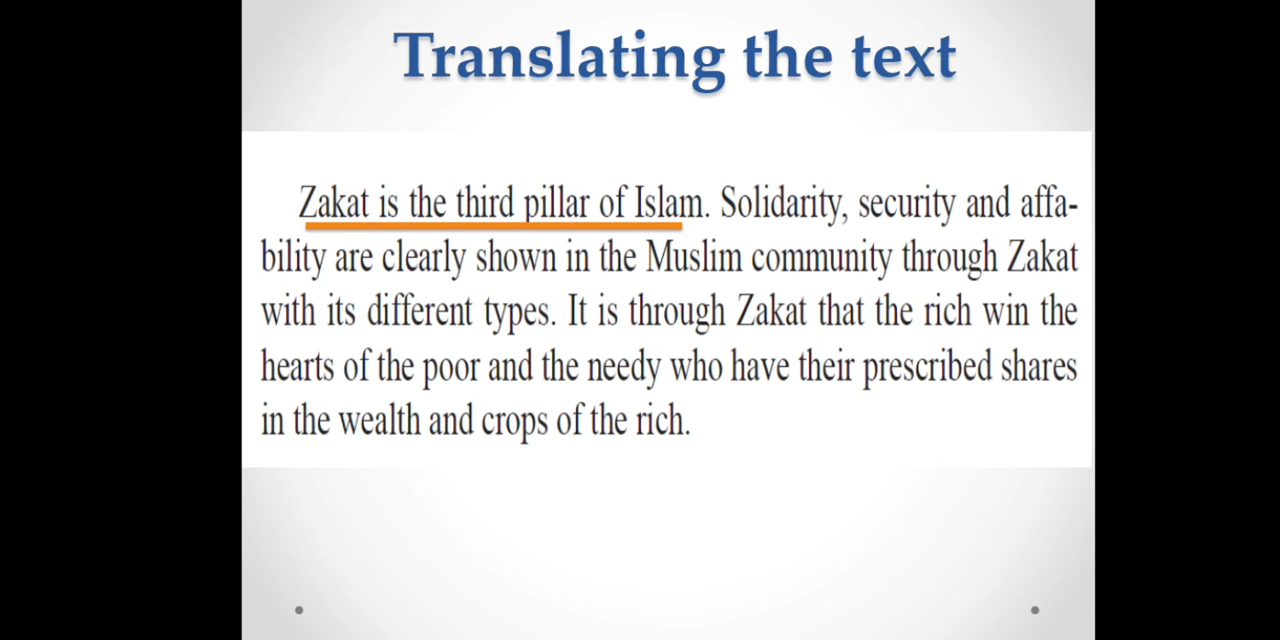 Translating the text
Zakat is the third pillar of Islam. Solidarity, security and affa-
bility are clearly shown in the Muslim community through Zakat
with its different types. It is through Zakat that the rich win the
hearts of the poor and the needy who have their prescribed shares
in the wealth and crops of the rich.